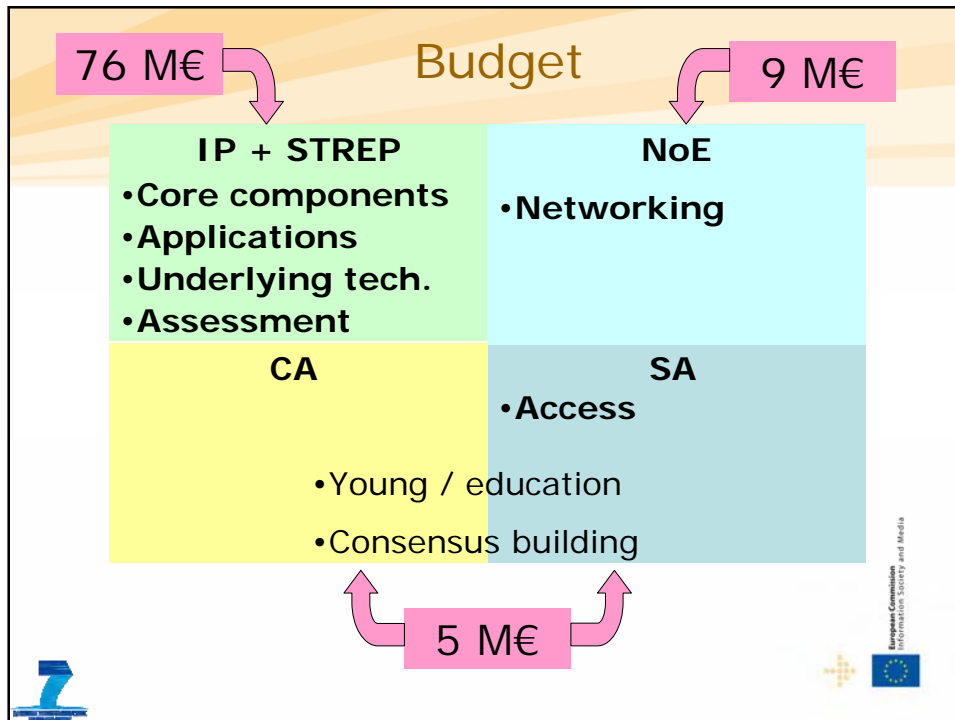 Budget
76 M€
9 M€
IP + STREP
•Core components
•Applications
•Underlying tech.
•Assessment
NoE
•Networking
CA
SA
•Access
•Young / education
•Consensus building
5 M€
European Commission
Information Society and Media
7